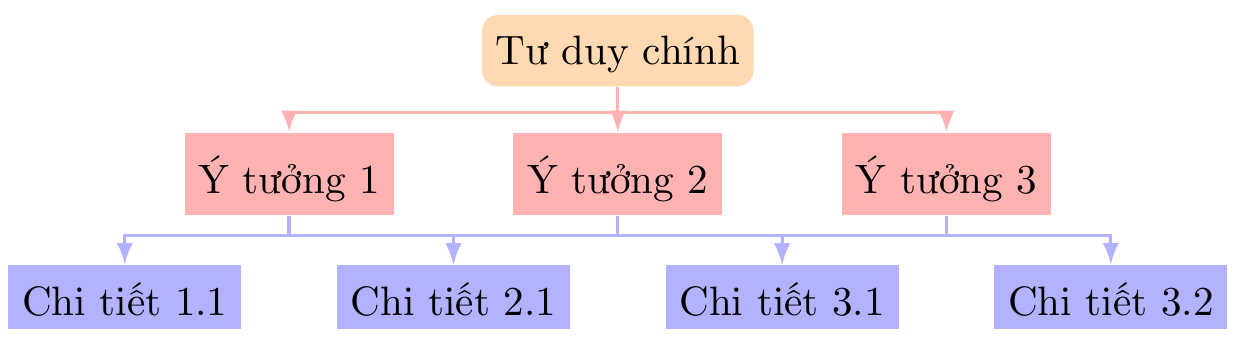 Tư duy chính
Ý tưởng 1
Ý tưởng 2
Ý tưởng 3
Chi tiết 1.1
Chi tiết 2.1
Chi tiết 3.1
Chi tiết 3.2